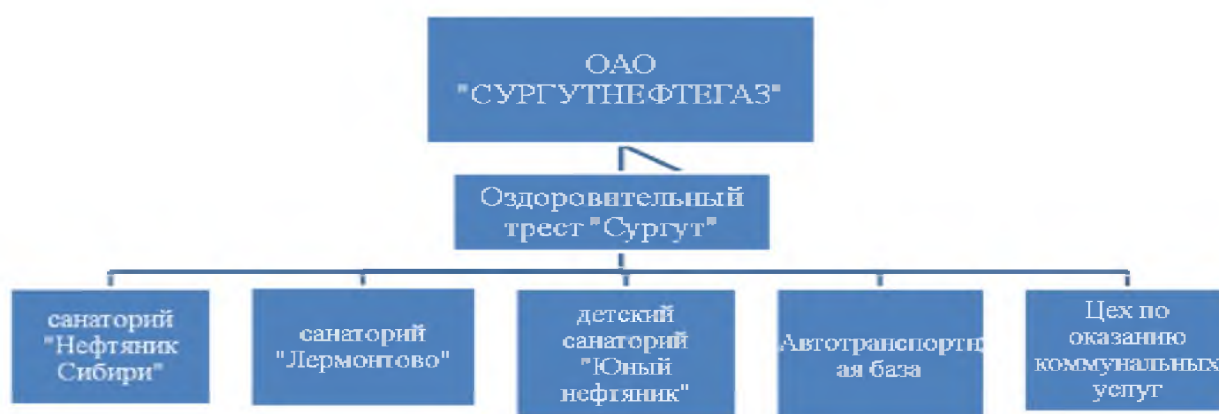 ОАО
"СУРГУТНЕФТЕГАЗ"
Оздоровительный
трест "Сургут"
санаторий
"Нефтяник
Сибири"
санаторий
"Лермонтово"
детский
санаторий
"Юный
нефтяник"
Автотранспортн
ая база
Цех по
оказанию
коммунальных
услуг